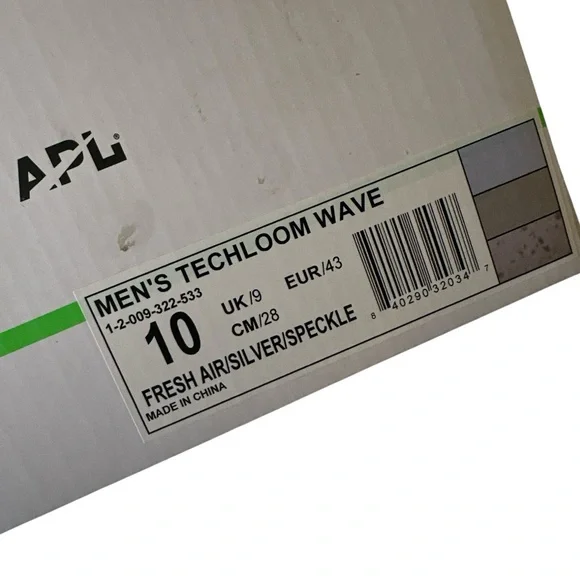 APL®
MEN'S TECHLOOM WAVE
1-2-009-322-533
10
UK/9 EUR/43
CM/28
FRESH AIR/SILVER/SPECKLE
MADE IN CHINA
8 40290 32034 7